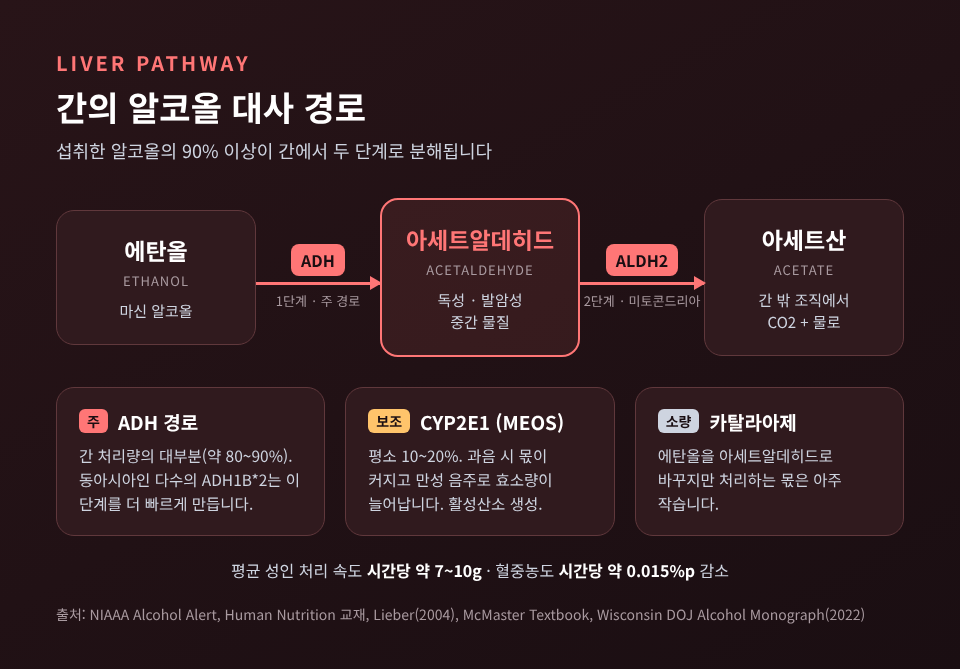 LIVER PATHWAY
간의 알코올 대사 경로
섭취한 알코올의 90% 이상이 간에서 두 단계로 분해됩니다
에탄올
ETHANOL
마신 알코올
ADH
1단계 · 주 경로
아세트알데히드
ACETALDEHYDE
독성 · 발암성
중간 물질
ALDH2
2단계 · 미토콘드리아
아세트산
ACETATE
간 밖 조직에서
CO2 + 물로
주 ADH 경로
간 처리량의 대부분(약 80~90%).
동아시아인 다수의 ADH1B*2는 이
단계를 더 빠르게 만듭니다.
보조 CYP2E1 (MEOS)
평소 10~20%. 과음 시 몫이
커지고 만성 음주로 효소량이
늘어납니다. 활성산소 생성.
소량 카탈라아제
에탄올을 아세트알데히드로
바꾸지만 처리하는 몫은 아주
작습니다.
평균 성인 처리 속도 시간당 약 7~10g · 혈중농도 시간당 약 0.015%p 감소
출처: NIAAA Alcohol Alert, Human Nutrition 교재, Lieber(2004), McMaster Textbook, Wisconsin DOJ Alcohol Monograph(2022)